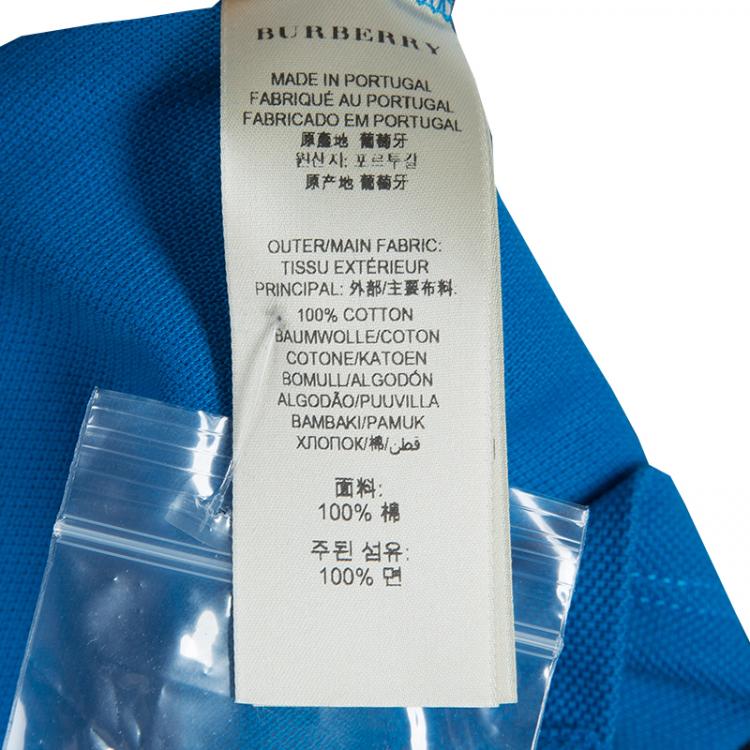 BURBERRY
MADE IN PORTUGAL
FABRIQUÉ AU PORTUGAL
FABRICADO EM PORTUGAL
原產地 葡萄牙
원산지: 포르투갈
原产地 葡萄牙
OUTER/MAIN FABRIC:
TISSU EXTÉRIEUR
PRINCIPAL: 外部/主要布料:
100% COTTON
BAUMWOLLE/COTON
COTONE/KATOEN
BOMULL/ALGODÓN
ALGODÃO/PUUVILLA
ΒΑΜΒΑΚΙ/PAMUK
ХЛОПОК/棉/قطن
面料:
100% 棉
주된 섬유:
100% 면